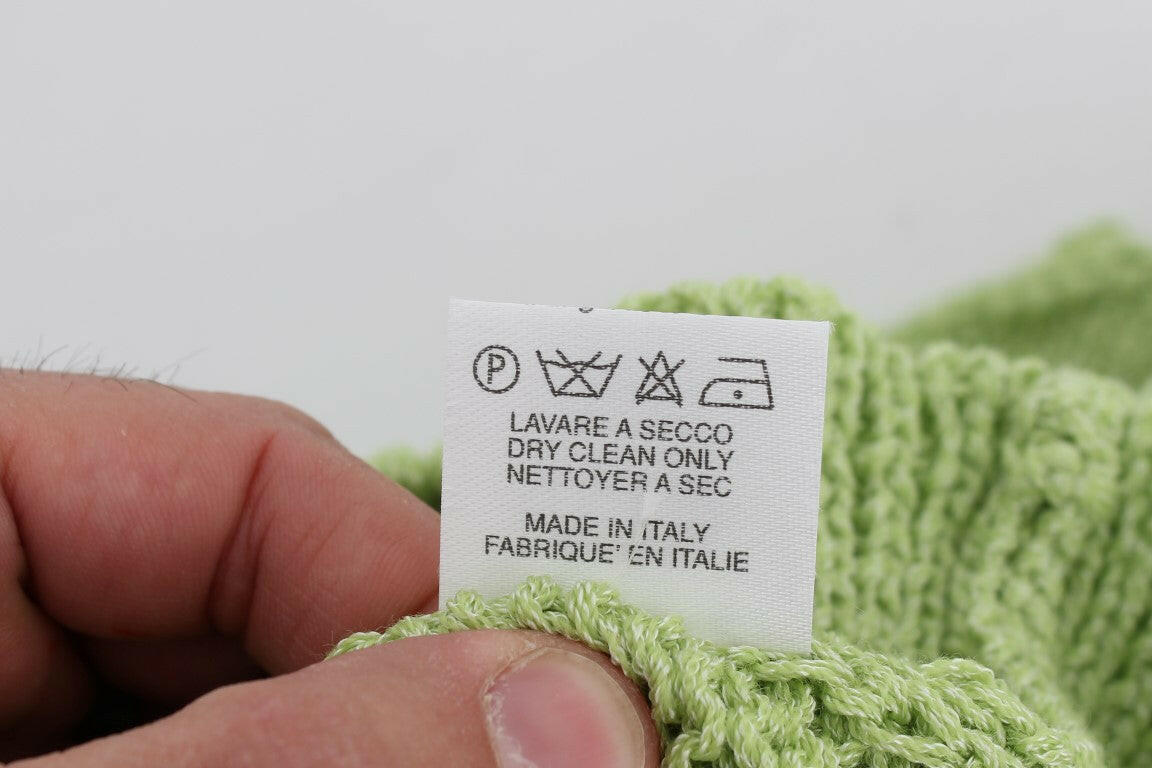 P
LAVARE A SECCO
DRY CLEAN ONLY
NETTOYER A SEC
MADE IN ITALY
FABRIQUE' EN ITALIE